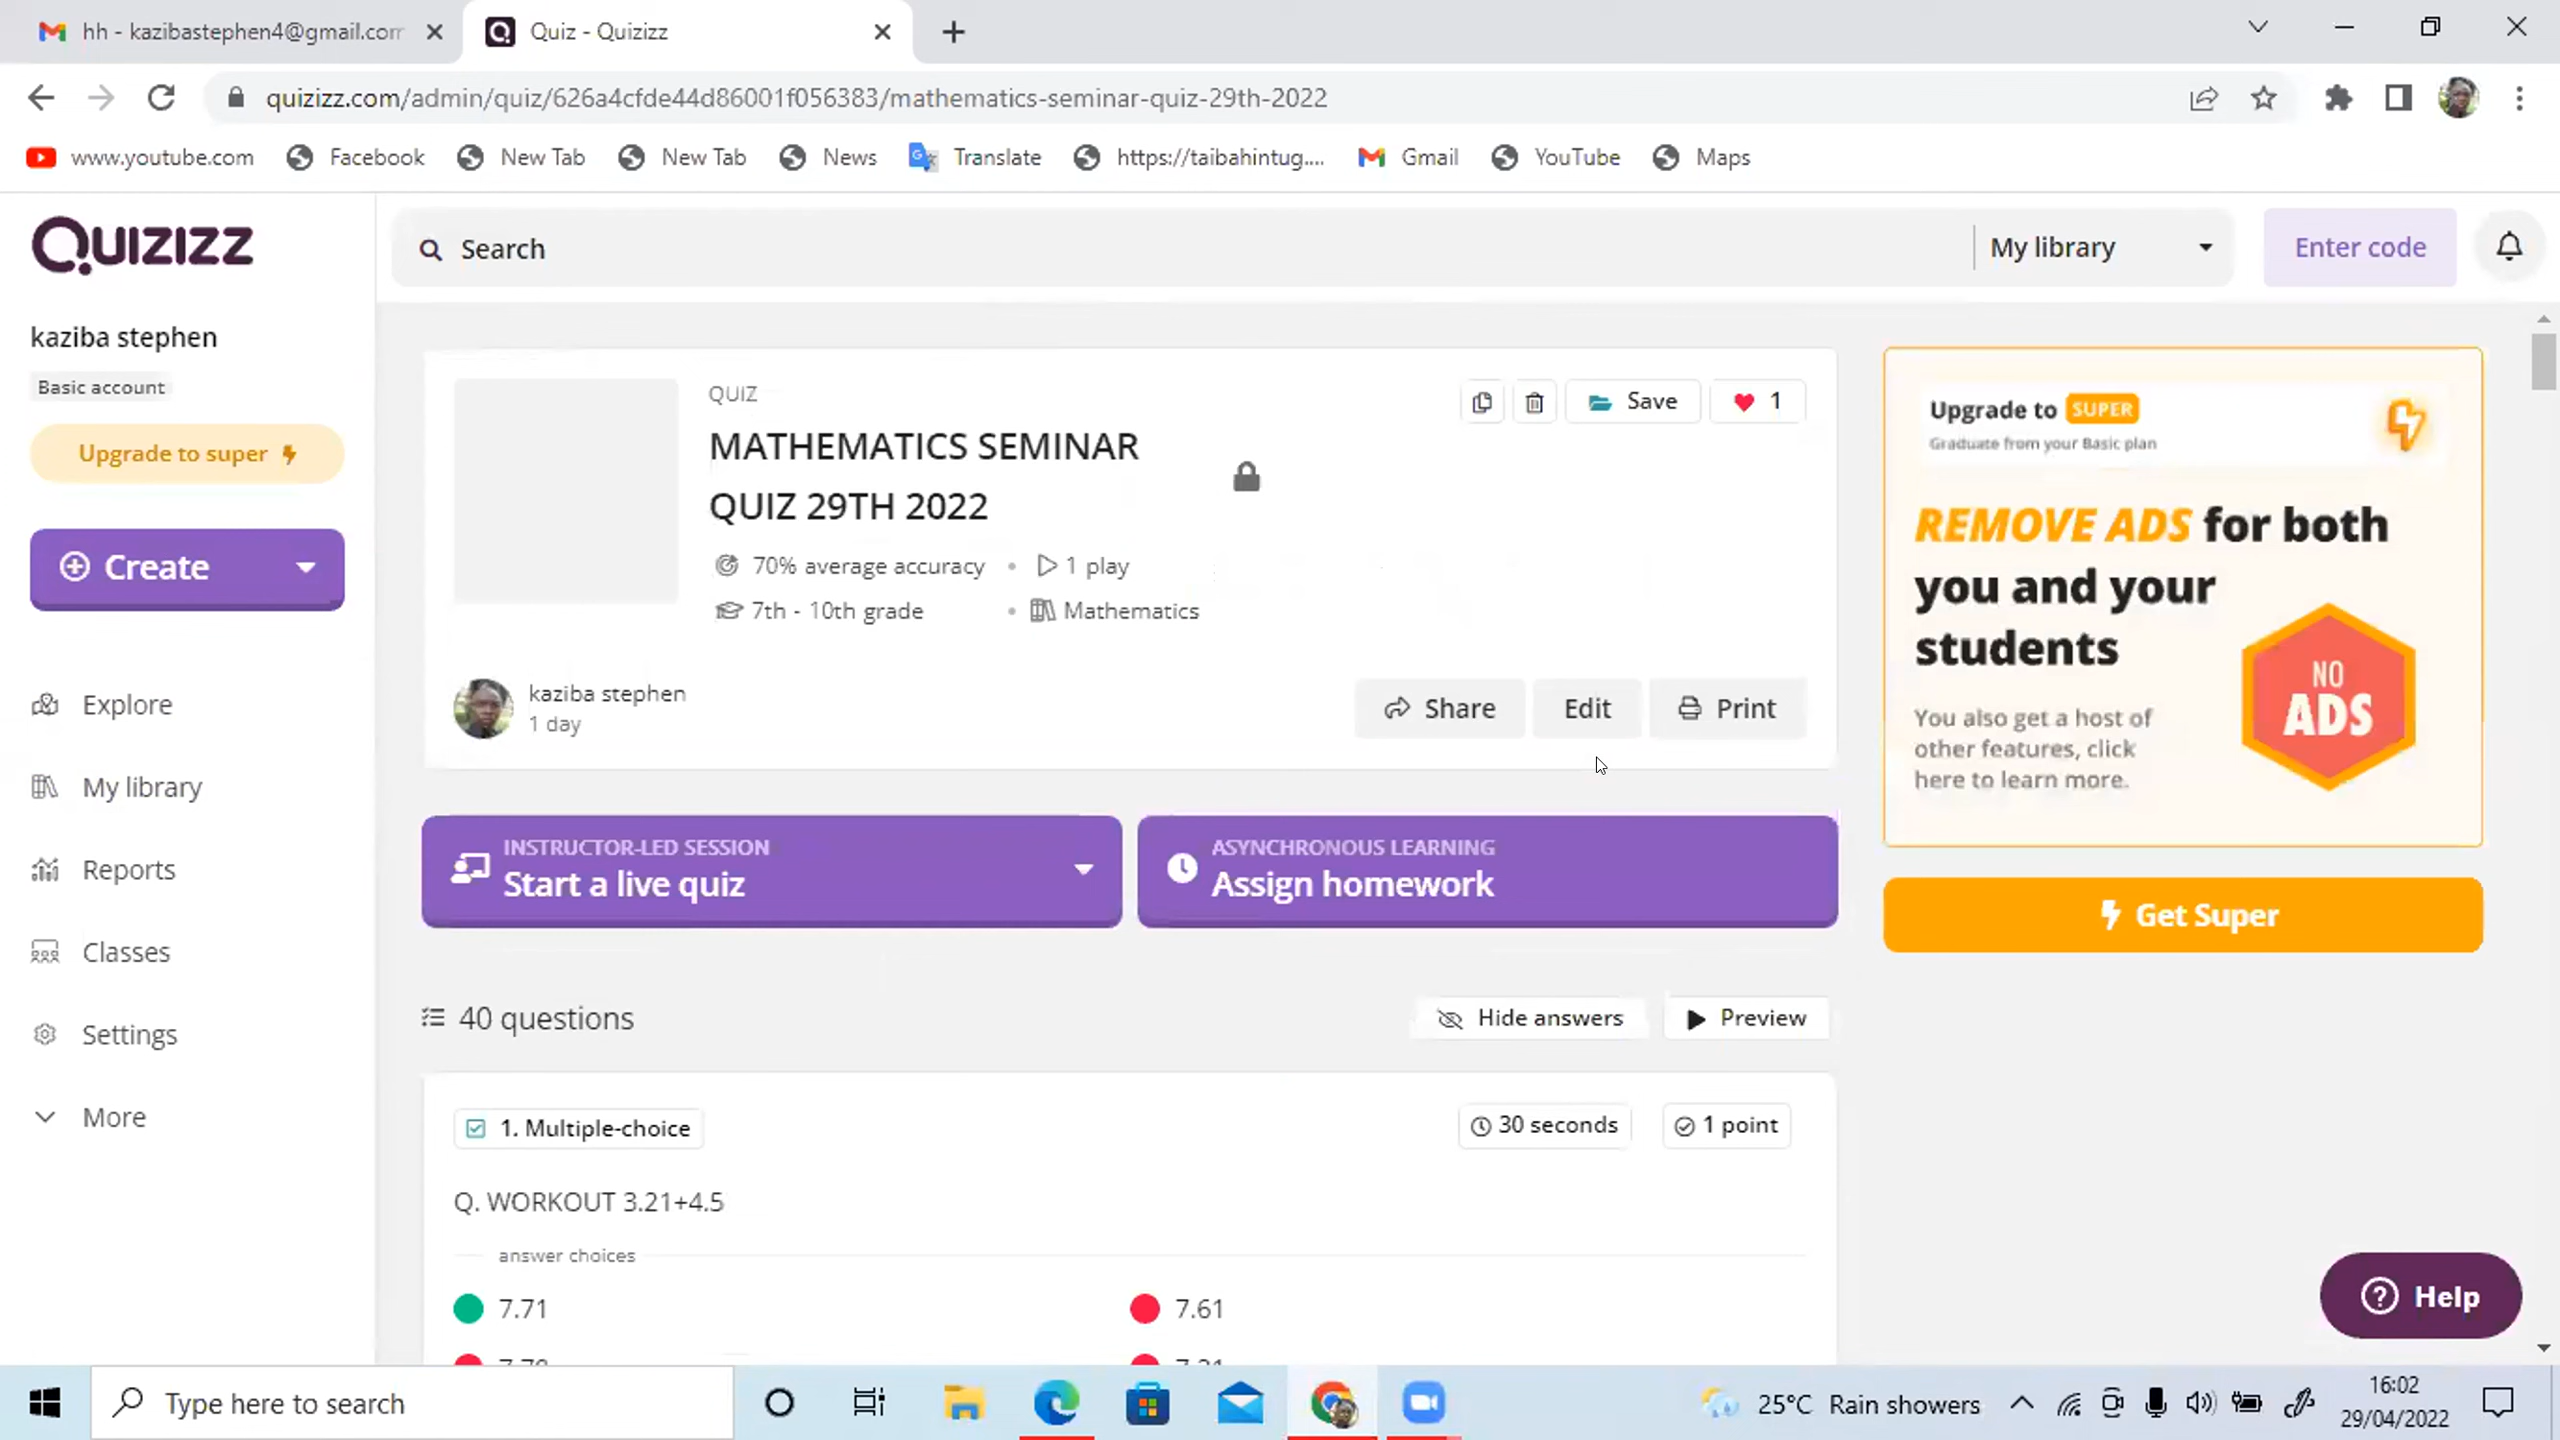 hh - kazibastephen4@gmail.com
Quiz - Quizizz
quizizz.com/admin/quiz/626a4cfde44d86001f056383/mathematics-seminar-quiz-29th-2022
www.youtube.com Facebook New Tab New Tab News Translate https://taibahintug.... Gmail YouTube Maps
QUIZIZZ
Search
My library
Enter code
kaziba stephen
Basic account
Upgrade to super
Create
Explore
My library
Reports
Classes
Settings
More
QUIZ
MATHEMATICS SEMINAR
QUIZ 29TH 2022
70% average accuracy • 1 play
7th - 10th grade • Mathematics
Save
1
kaziba stephen
1 day
Share
Edit
Print
INSTRUCTOR-LED SESSION
Start a live quiz
ASYNCHRONOUS LEARNING
Assign homework
40 questions
Hide answers
Preview
1. Multiple-choice
30 seconds
1 point
Q. WORKOUT 3.21+4.5
answer choices
7.71
7.61
Upgrade to SUPER
Graduate from your Basic plan
REMOVE ADS for both
you and your
students
You also get a host of
other features, click
here to learn more.
NO
ADS
Get Super
Help
Type here to search
25°C Rain showers
16:02
29/04/2022